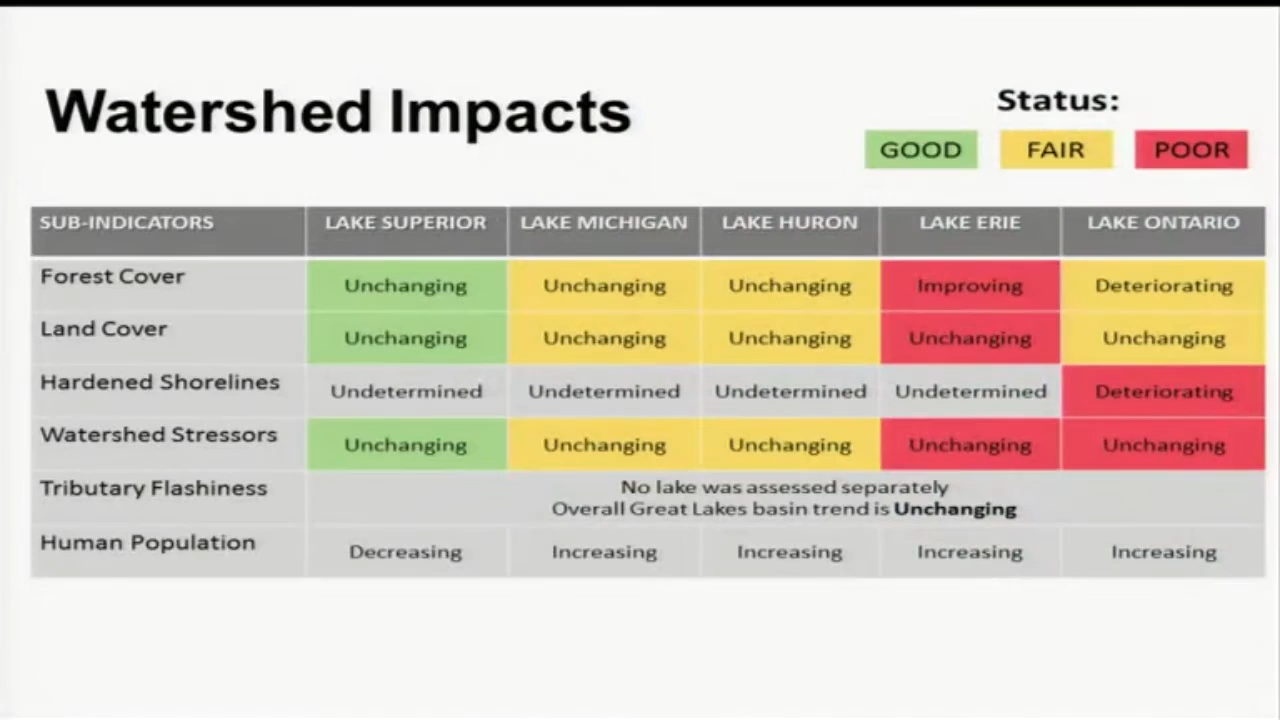 Watershed Impacts
Status:
GOOD FAIR POOR
SUB-INDICATORS LAKE SUPERIOR LAKE MICHIGAN LAKE HURON LAKE ERIE LAKE ONTARIO
Forest Cover Unchanging Unchanging Unchanging Improving Deteriorating
Land Cover Unchanging Unchanging Unchanging Unchanging Unchanging
Hardened Shorelines Undetermined Undetermined Undetermined Undetermined Deteriorating
Watershed Stressors Unchanging Unchanging Unchanging Unchanging Unchanging
Tributary Flashiness No lake was assessed separately
Overall Great Lakes basin trend is Unchanging
Human Population Decreasing Increasing Increasing Increasing Increasing